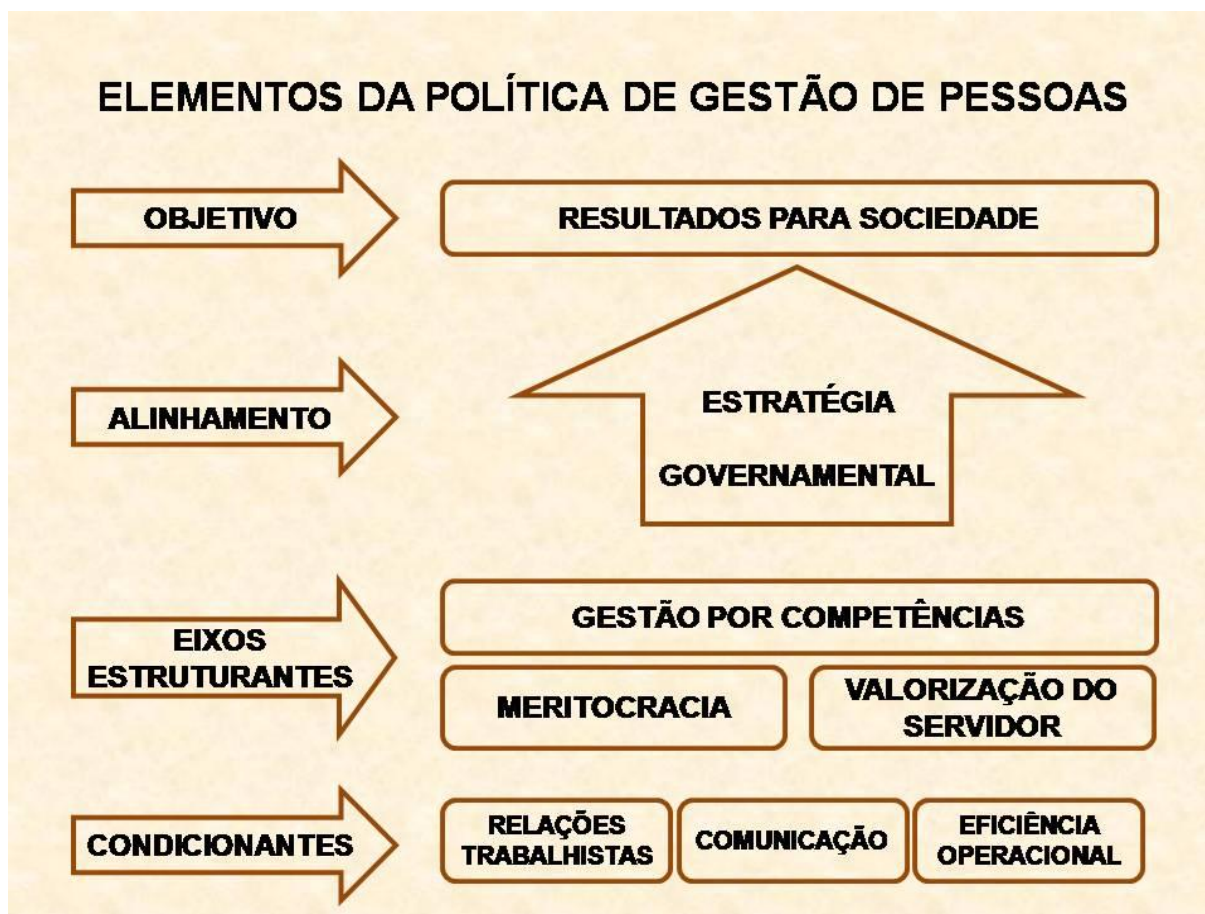 ELEMENTOS DA POLÍTICA DE GESTÃO DE PESSOAS
OBJETIVO
RESULTADOS PARA SOCIEDADE
ALINHAMENTO
ESTRATÉGIA
GOVERNAMENTAL
EIXOS
ESTRUTURANTES
GESTÃO POR COMPETÊNCIAS
MERITOCRACIA
VALORIZAÇÃO DO
SERVIDOR
CONDICIONANTES
RELAÇÕES
TRABALHISTAS
COMUNICAÇÃO
EFICIÊNCIA
OPERACIONAL